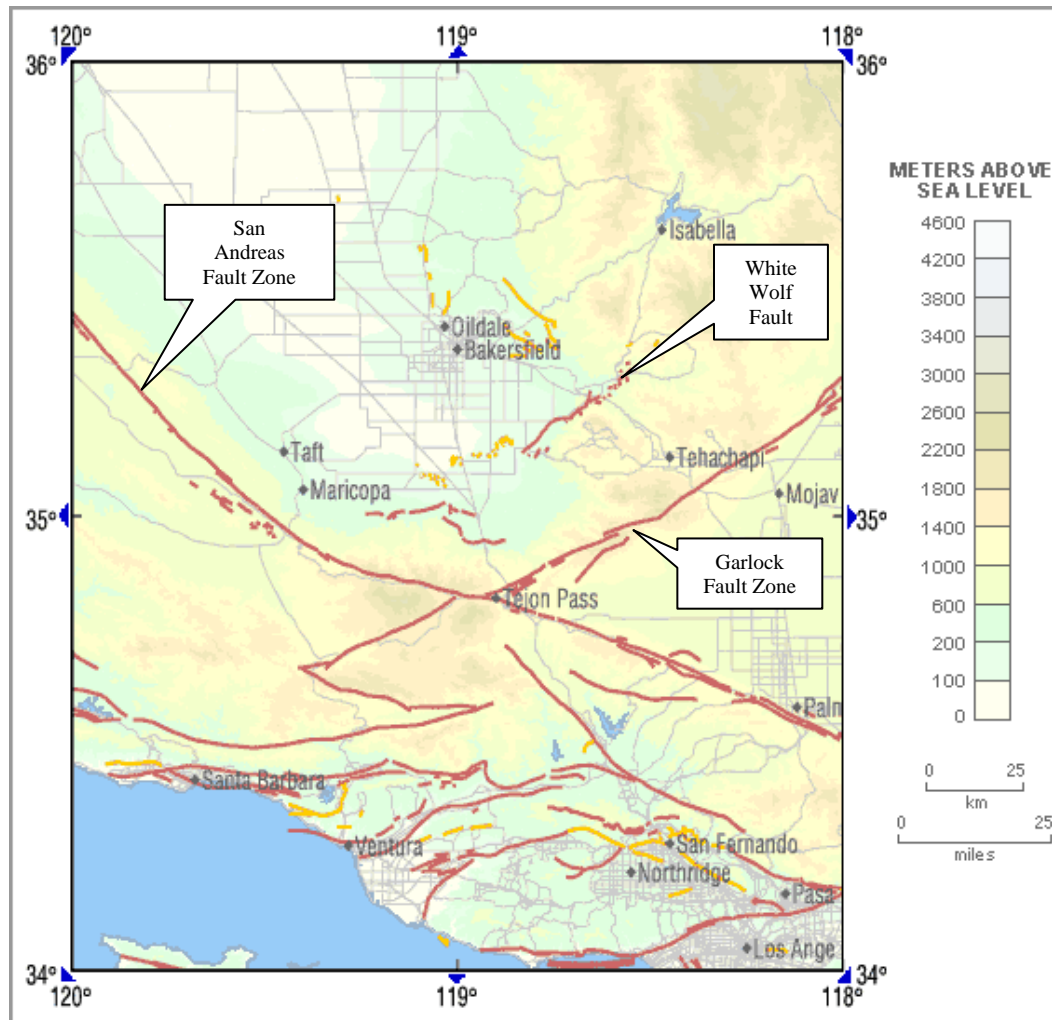 120°
119°
118°
36°
36°
San
Andreas
Fault Zone
White
Wolf
Fault
Isabella
Oildale
Bakersfield
Taft
Maricopa
Tehachapi
Mojav
35°
35°
Garlock
Fault Zone
Tejon Pass
Palm
Santa Barbara
Ventura
San Fernando
Northridge
Pasa
Los Ange
34°
34°
120°
119°
118°
METERS ABOVE
SEA LEVEL
4600
4200
3800
3400
3000
2600
2200
1800
1400
1000
600
200
100
0
0 25
km
0 25
miles